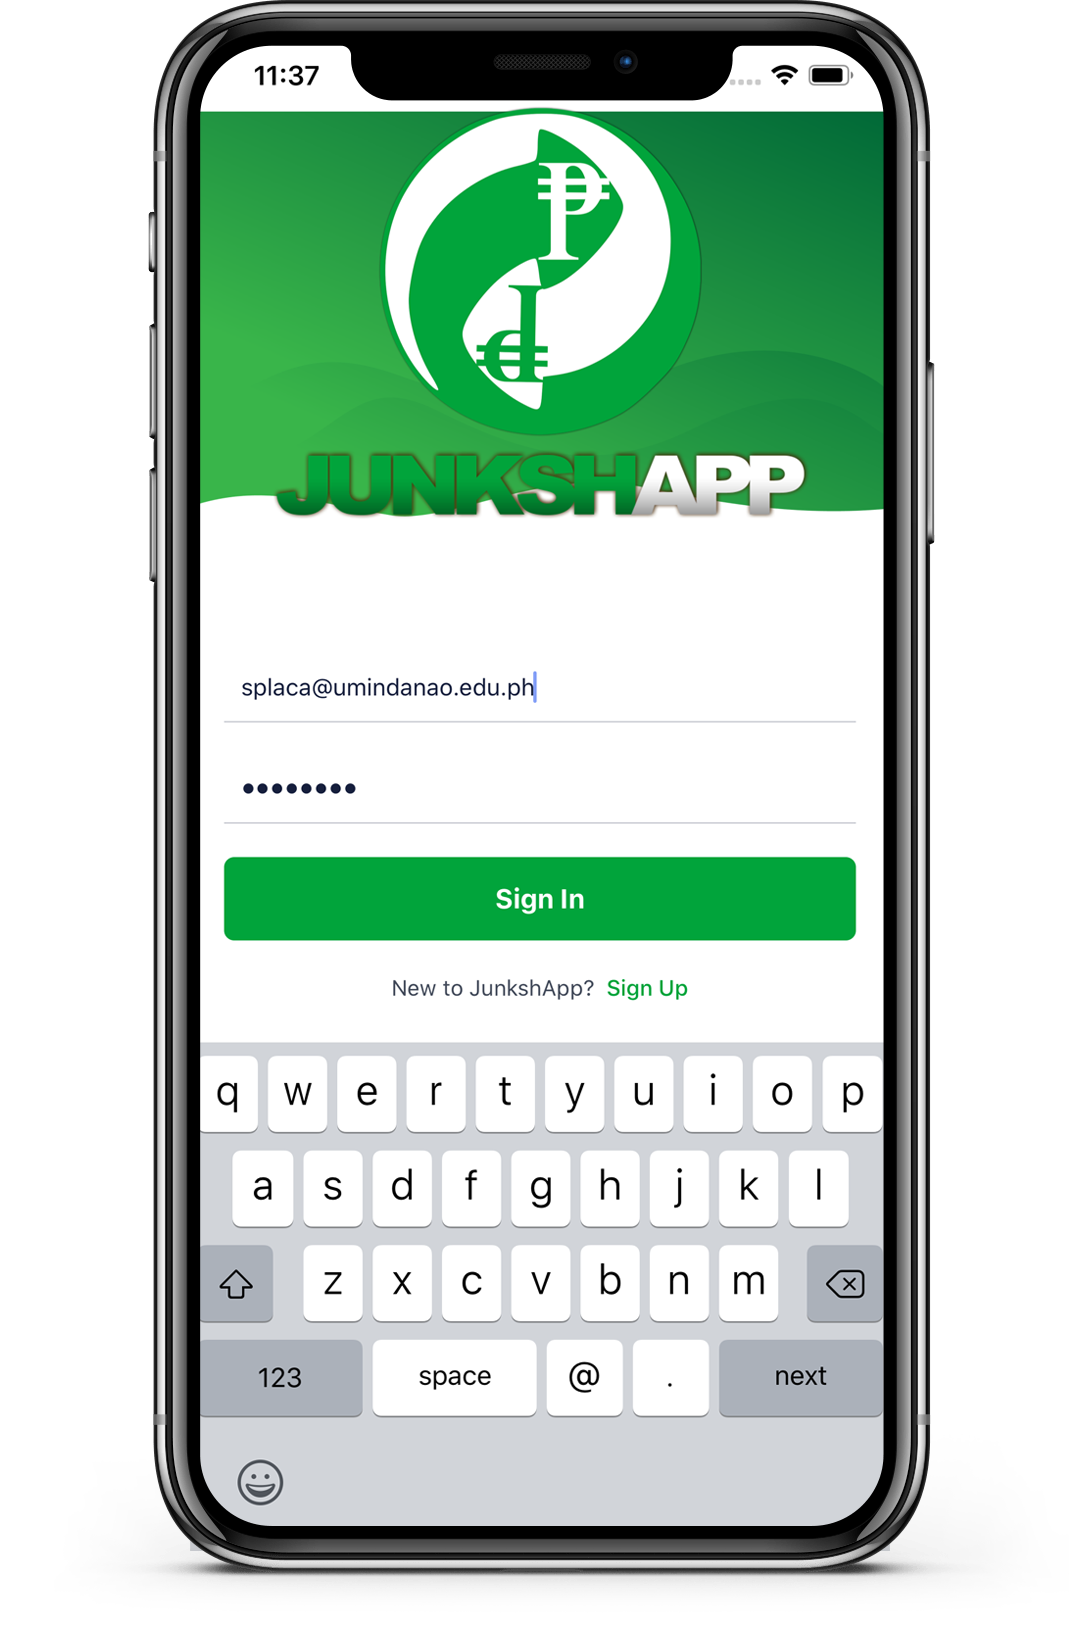 11:37
₱
₱
JUNKSHAPP
splaca@umindanao.edu.ph
••••••••
Sign In
New to JunkshApp? Sign Up
q w e r t y u i o p
a s d f g h j k l
z x c v b n m
123 space @ . next